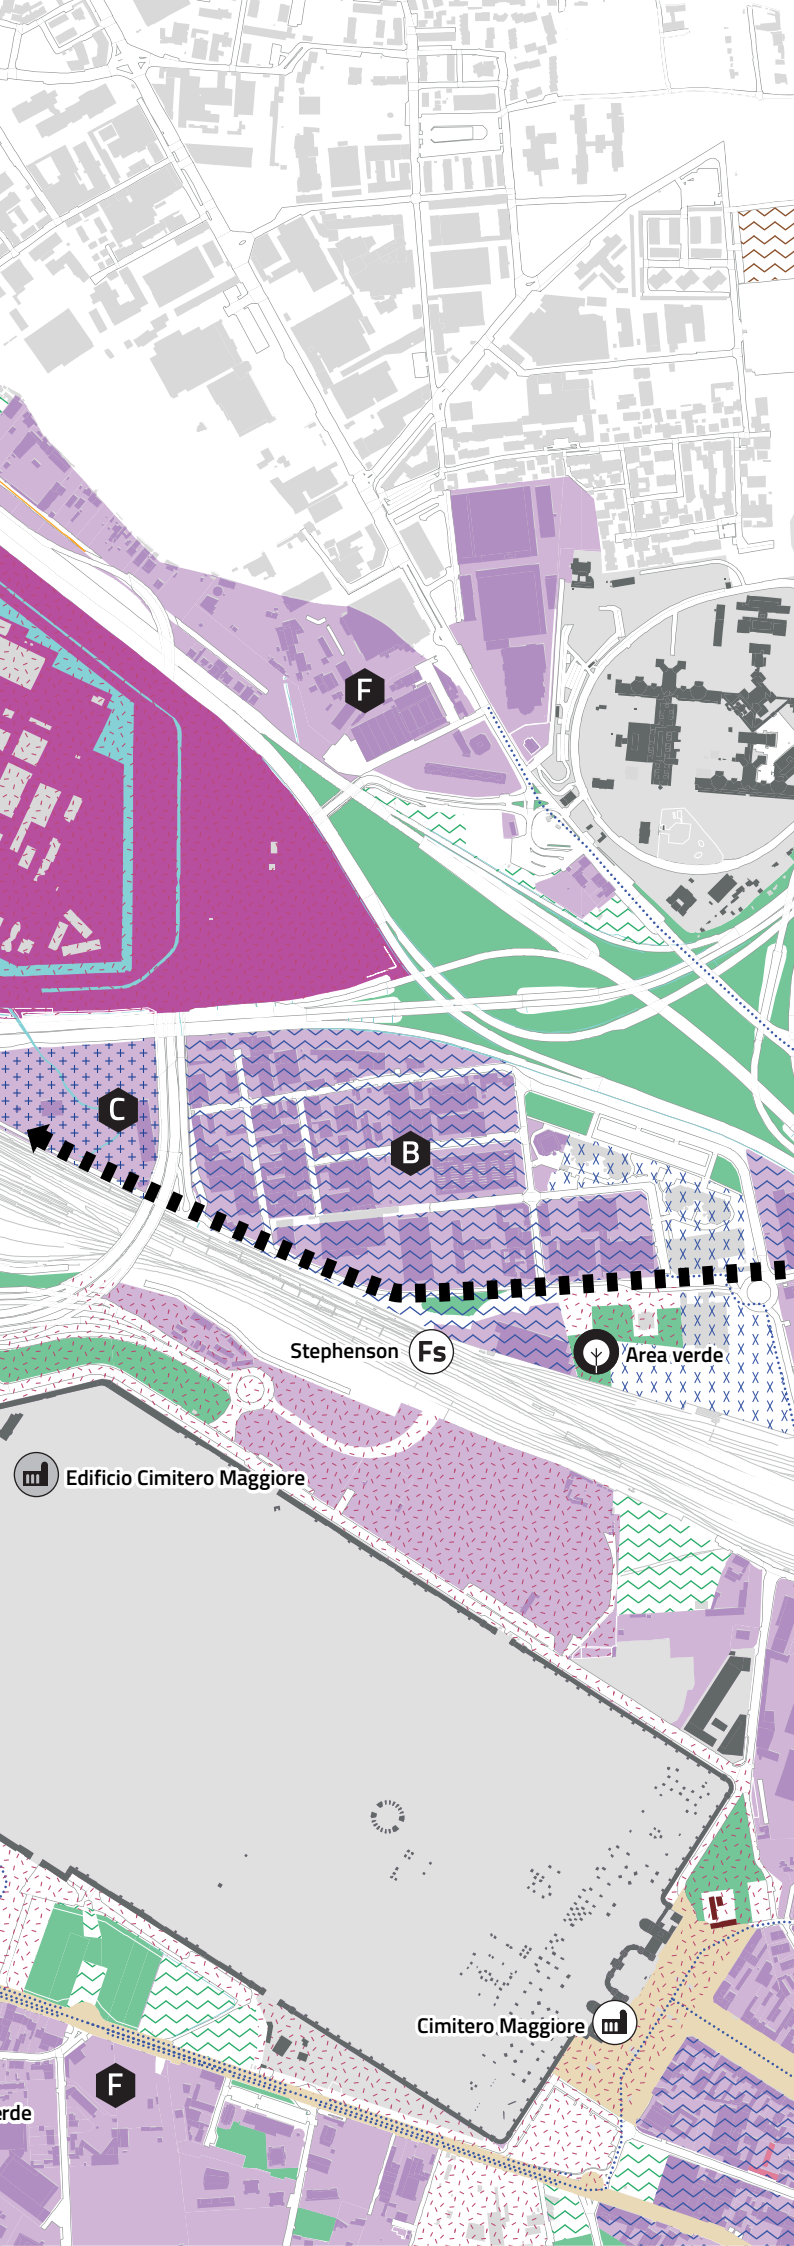 F
C
B
Stephenson Fs
Area verde
Edificio Cimitero Maggiore
Cimitero Maggiore
F
erde